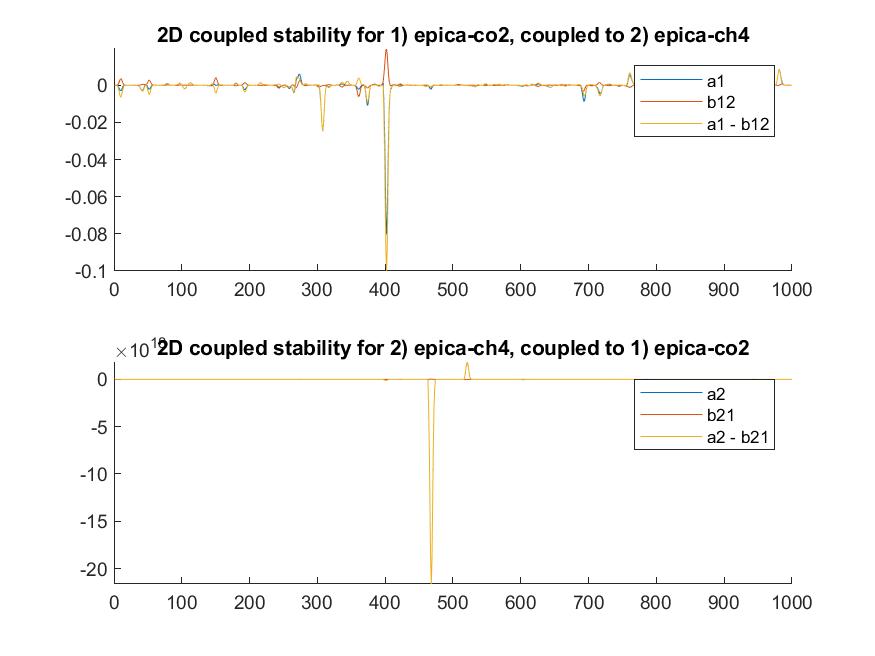 2D coupled stability for 1) epica-co2, coupled to 2) epica-ch4
0
-0.02
-0.04
-0.06
-0.08
-0.1
a1
b12
a1 - b12
0 100 200 300 400 500 600 700 800 900 1000
2D coupled stability for 2) epica-ch4, coupled to 1) epica-co2
0
-5
-10
-15
-20
a2
b21
a2 - b21
0 100 200 300 400 500 600 700 800 900 1000